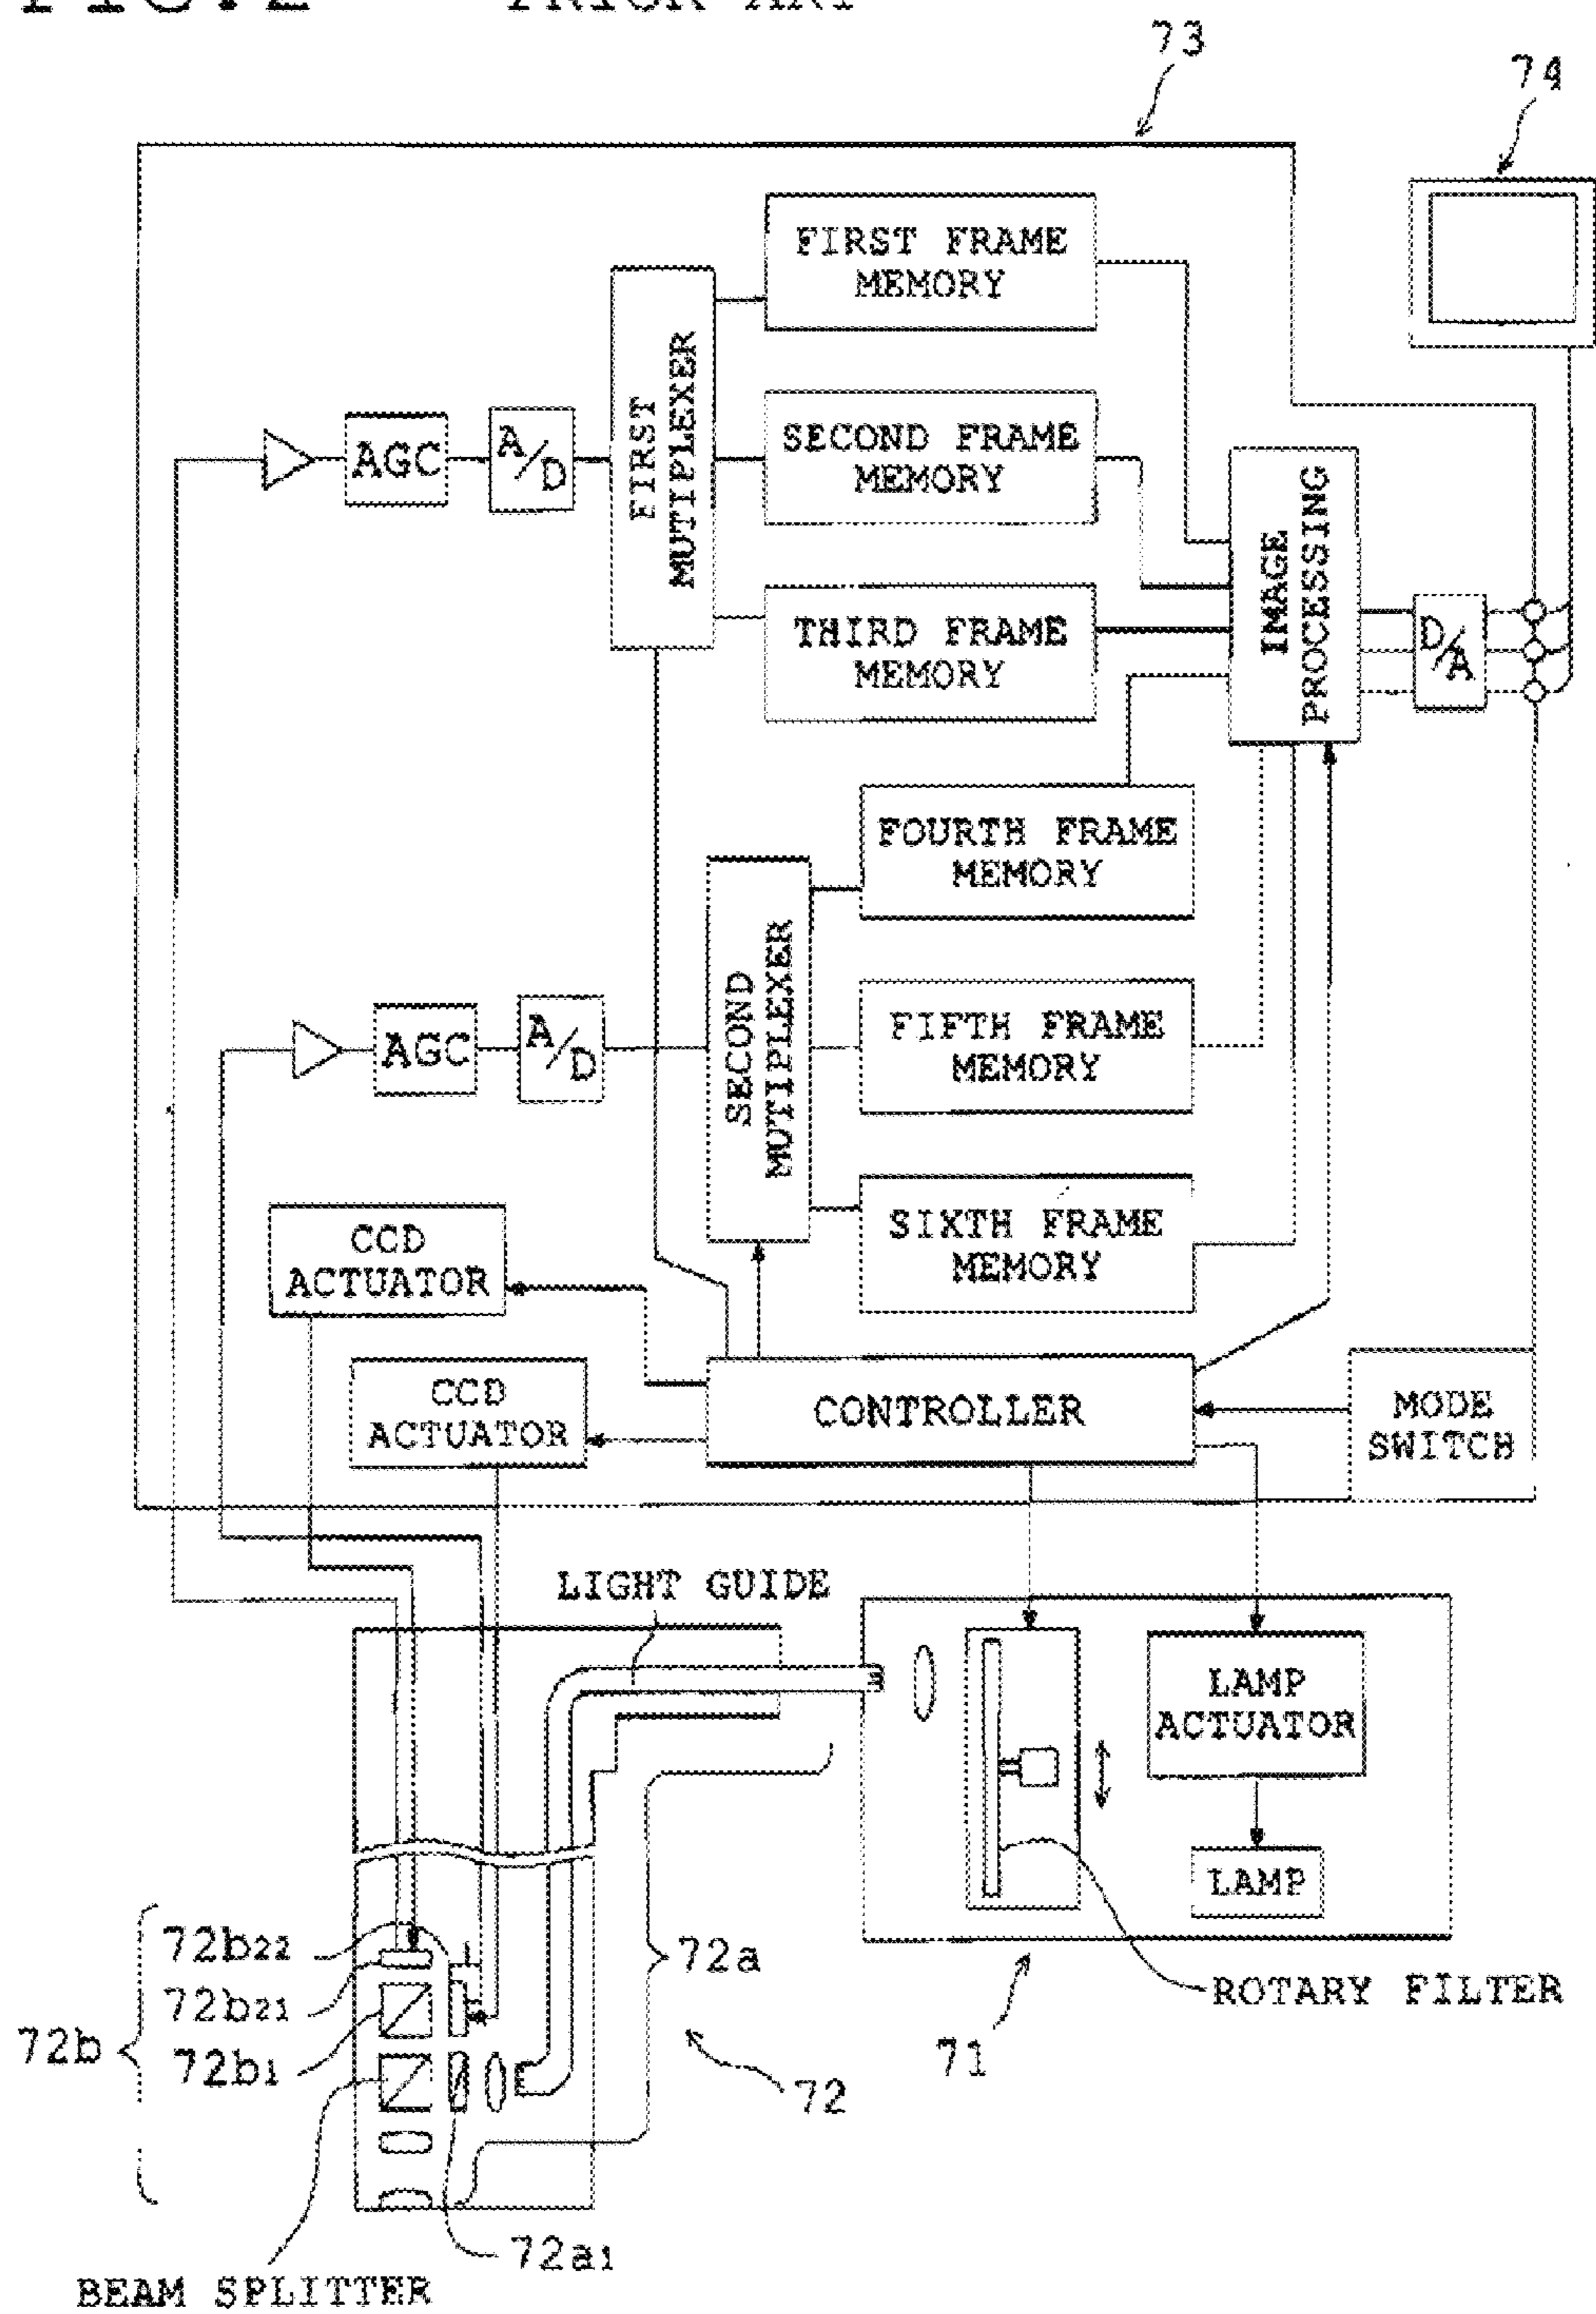 FIG.2 PRIOR ART
73
74
FIRST FRAME
MEMORY
FIRST
MUTIPLEXER
AGC
A/D
SECOND FRAME
MEMORY
IMAGE
PROCESSING
THIRD FRAME
MEMORY
D/A
FOURTH FRAME
MEMORY
SECOND
MUTIPLEXER
AGC
A/D
FIFTH FRAME
MEMORY
SIXTH FRAME
MEMORY
CCD
ACTUATOR
CCD
ACTUATOR
CONTROLLER
MODE
SWITCH
LIGHT GUIDE
LAMP
ACTUATOR
LAMP
72b22
72b21
72b1
72b
72a
72
71
ROTARY FILTER
72a1
BEAM SPLITTER